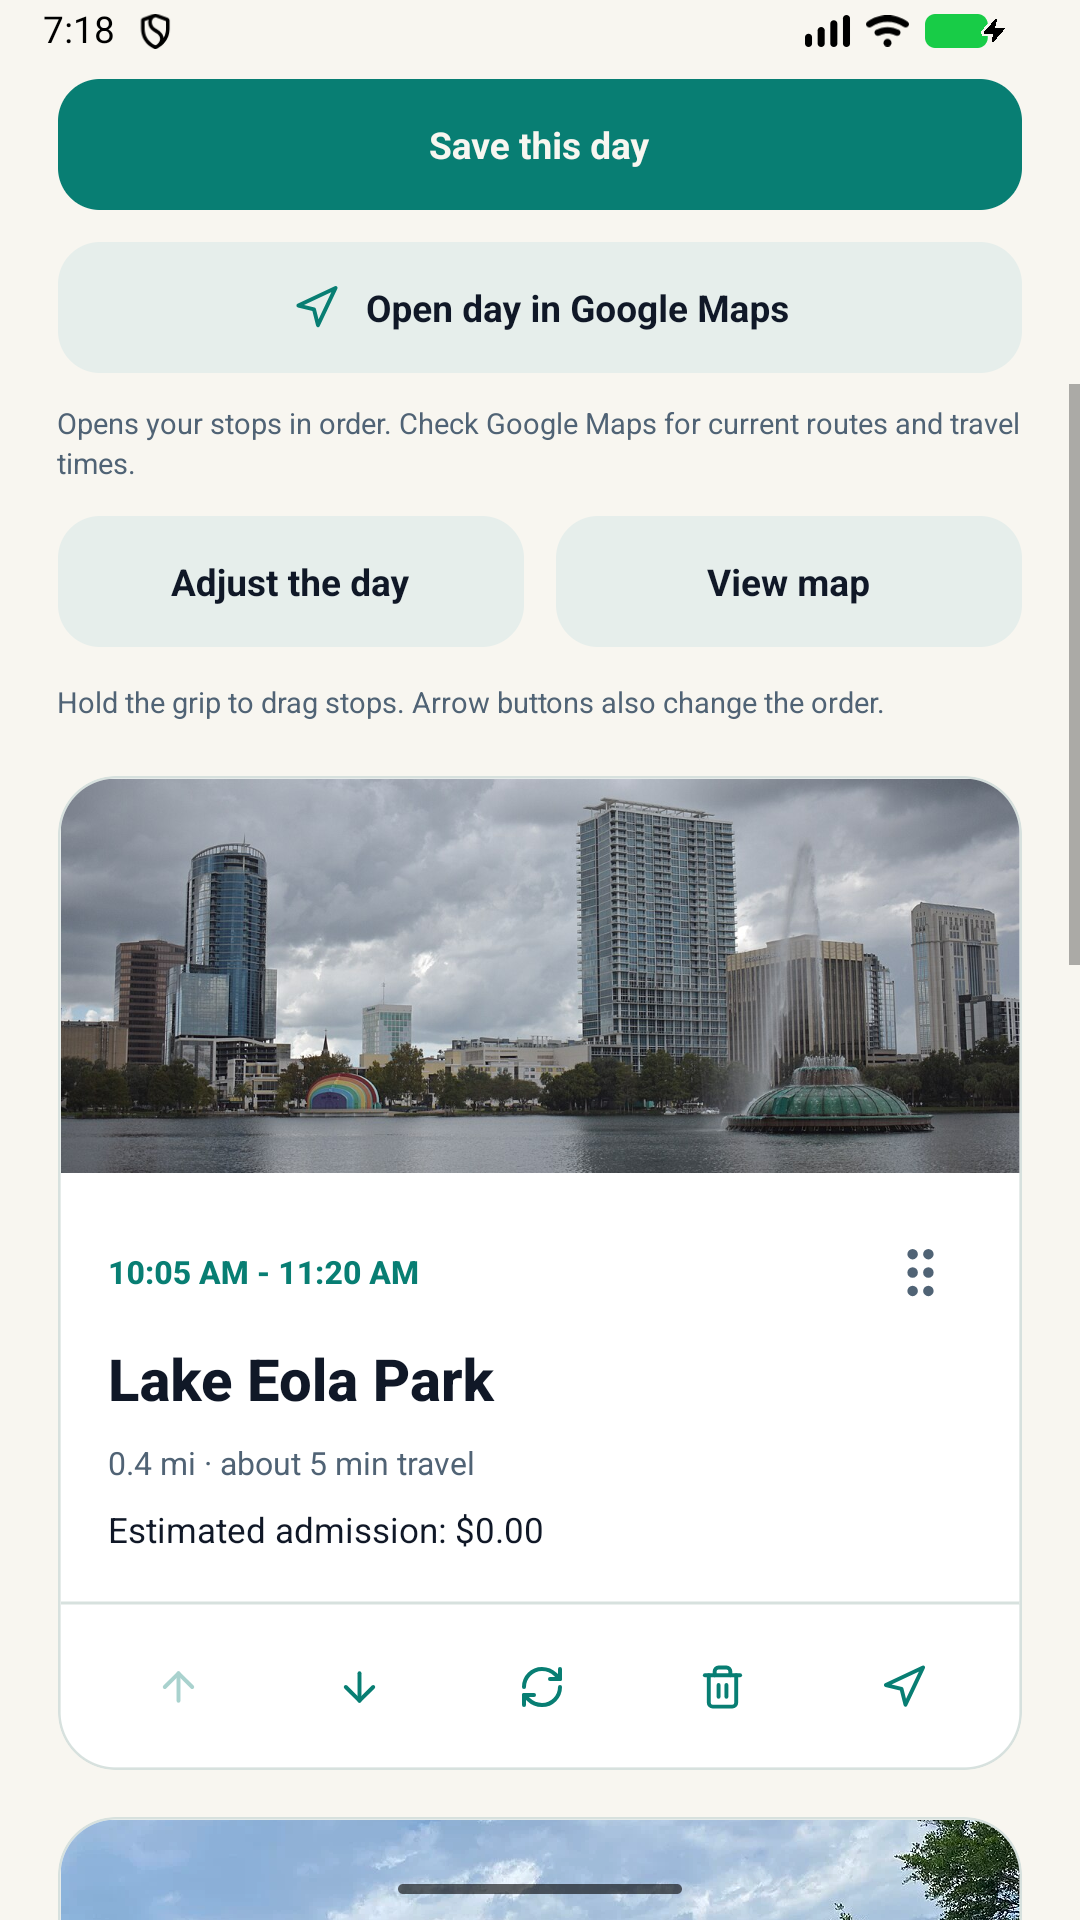 7:18
Save this day
Open day in Google Maps
Opens your stops in order. Check Google Maps for current routes and travel
times.
Adjust the day
View map
Hold the grip to drag stops. Arrow buttons also change the order.
10:05 AM - 11:20 AM
Lake Eola Park
0.4 mi · about 5 min travel
Estimated admission: $0.00